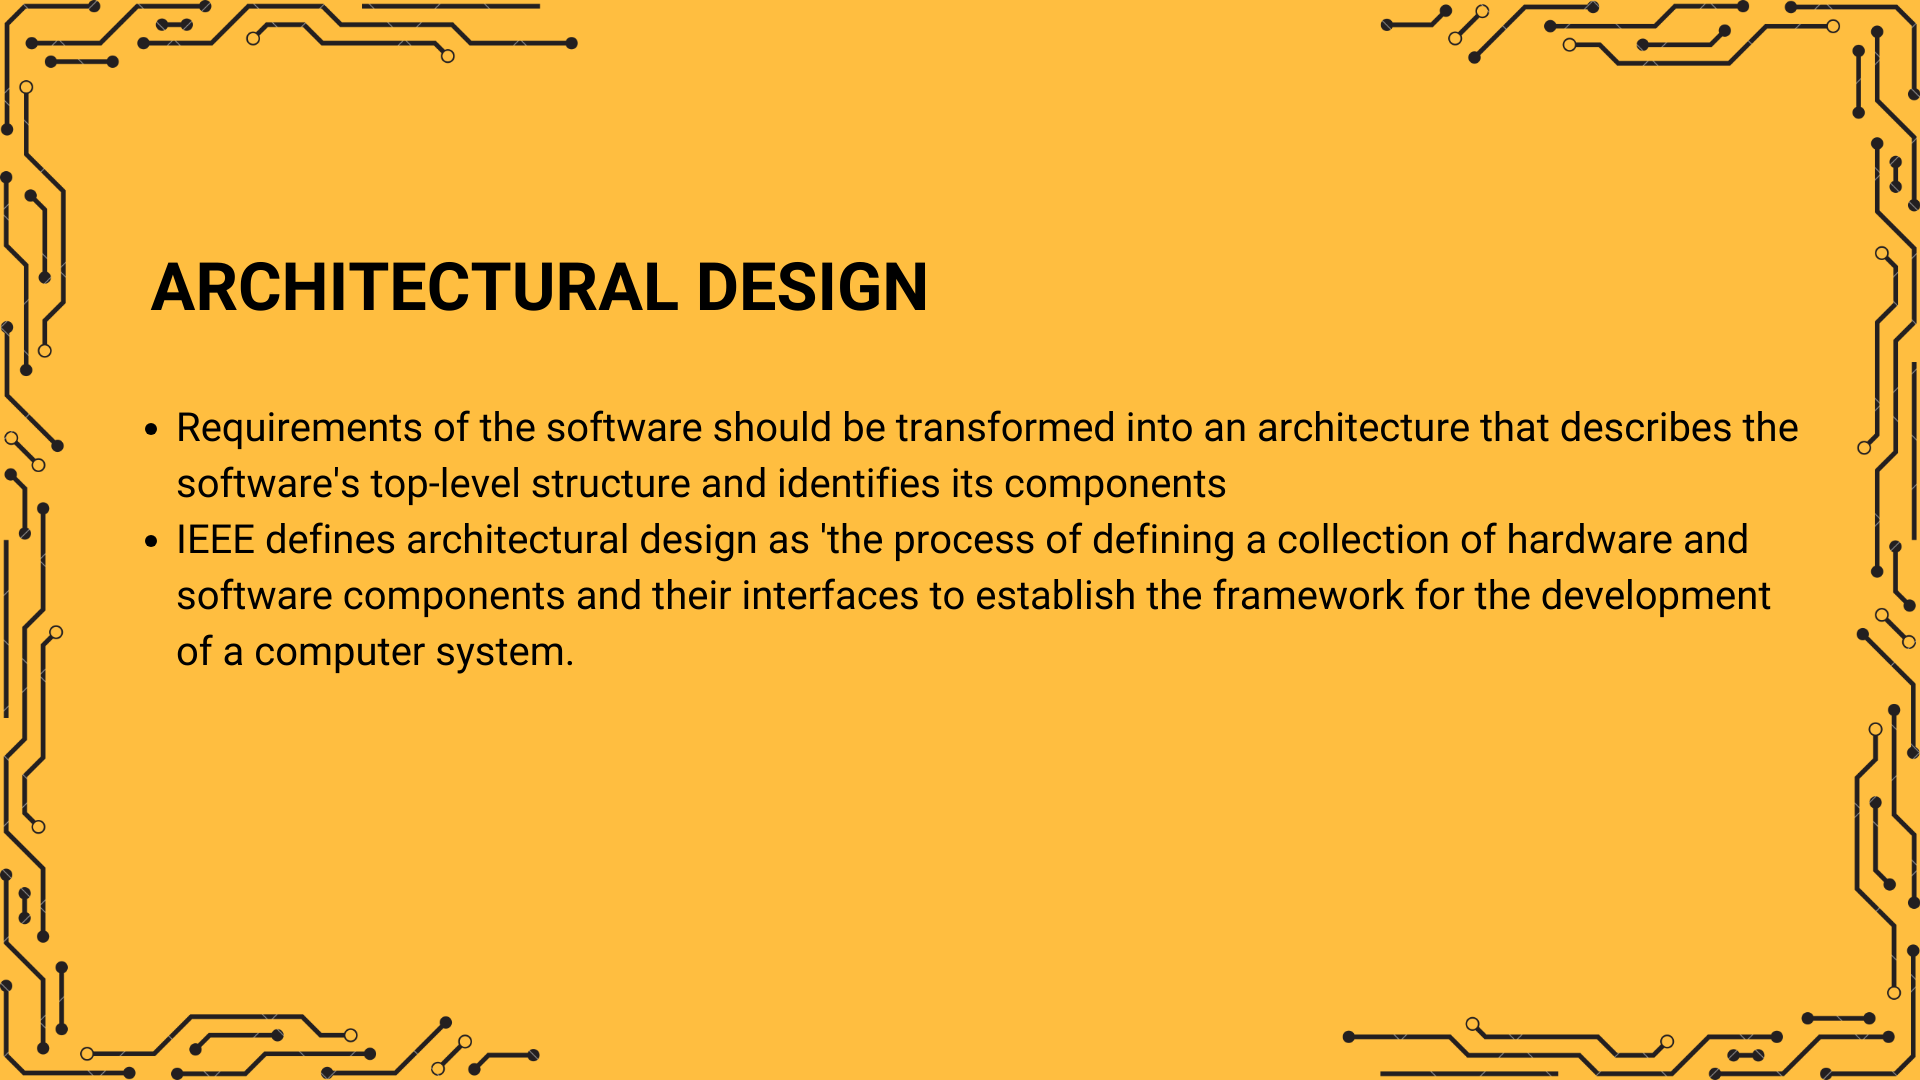 ARCHITECTURAL DESIGN
• Requirements of the software should be transformed into an architecture that describes the
software's top-level structure and identifies its components
• IEEE defines architectural design as 'the process of defining a collection of hardware and
software components and their interfaces to establish the framework for the development
of a computer system.